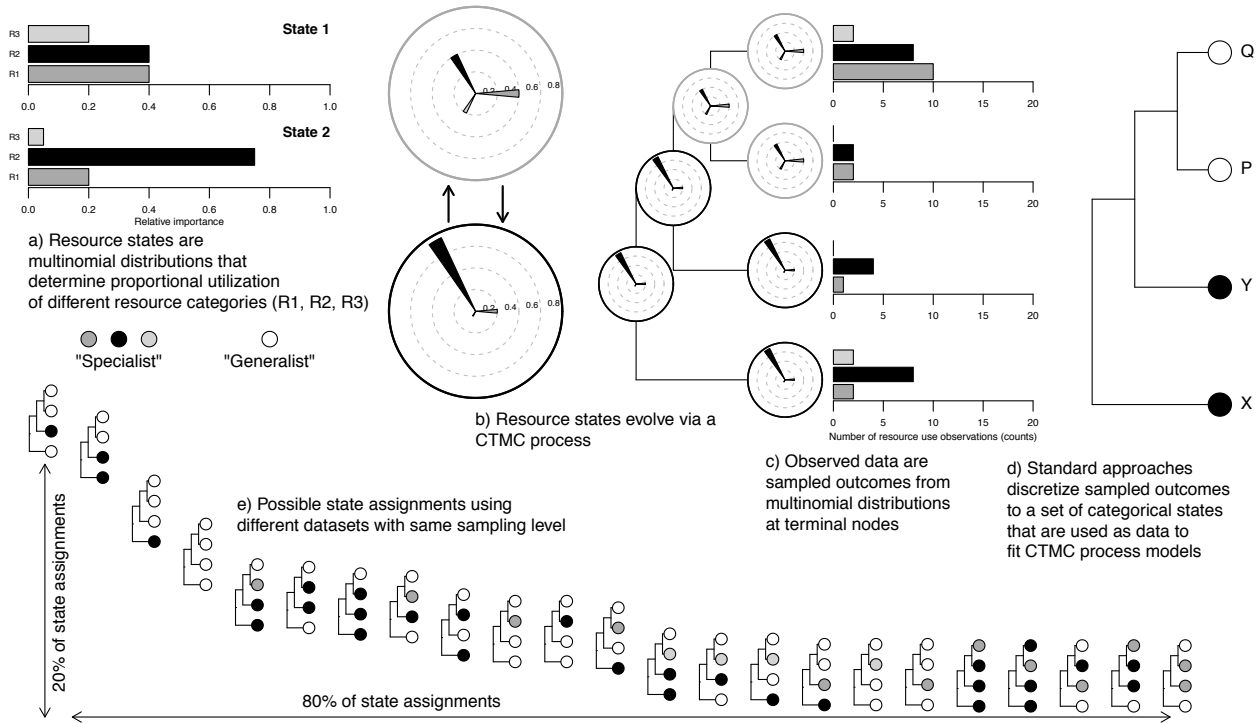 State 1
R3
R2
R1
0.0 0.2 0.4 0.6 0.8 1.0
State 2
R3
R2
R1
0.0 0.2 0.4 0.6 0.8 1.0
Relative importance
a) Resource states are
multinomial distributions that
determine proportional utilization
of different resource categories (R1, R2, R3)
"Specialist" "Generalist"
0.2 0.4 0.6 0.8
0.2 0.4 0.6 0.8
b) Resource states evolve via a
CTMC process
0 5 10 15 20
0 5 10 15 20
0 5 10 15 20
0 5 10 15 20
Number of resource use observations (counts)
c) Observed data are
sampled outcomes from
multinomial distributions
at terminal nodes
Q
P
Y
X
d) Standard approaches
discretize sampled outcomes
to a set of categorical states
that are used as data to
fit CTMC process models
e) Possible state assignments using
different datasets with same sampling level
20% of state assignments
80% of state assignments